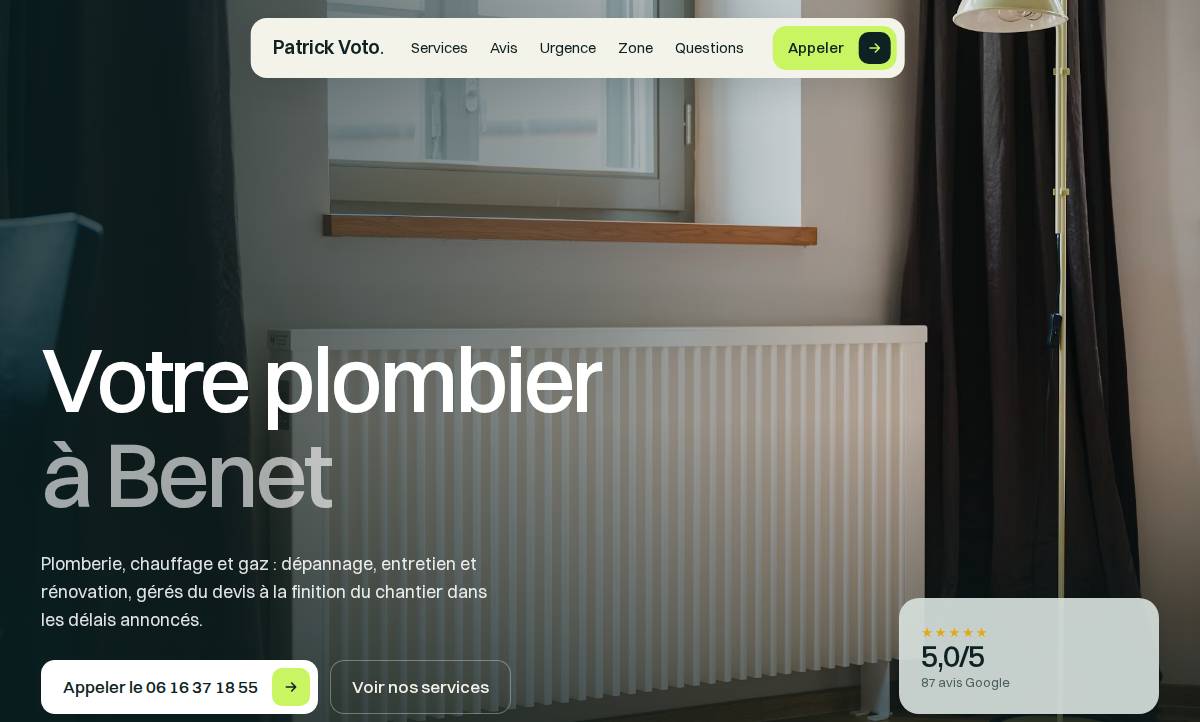 Patrick Voto.
Services
Avis
Urgence
Zone
Questions
Appeler
Votre plombier
à Benet
Plomberie, chauffage et gaz : dépannage, entretien et
rénovation, gérés du devis à la finition du chantier dans
les délais annoncés.
Appeler le 06 16 37 18 55
Voir nos services
5,0/5
87 avis Google